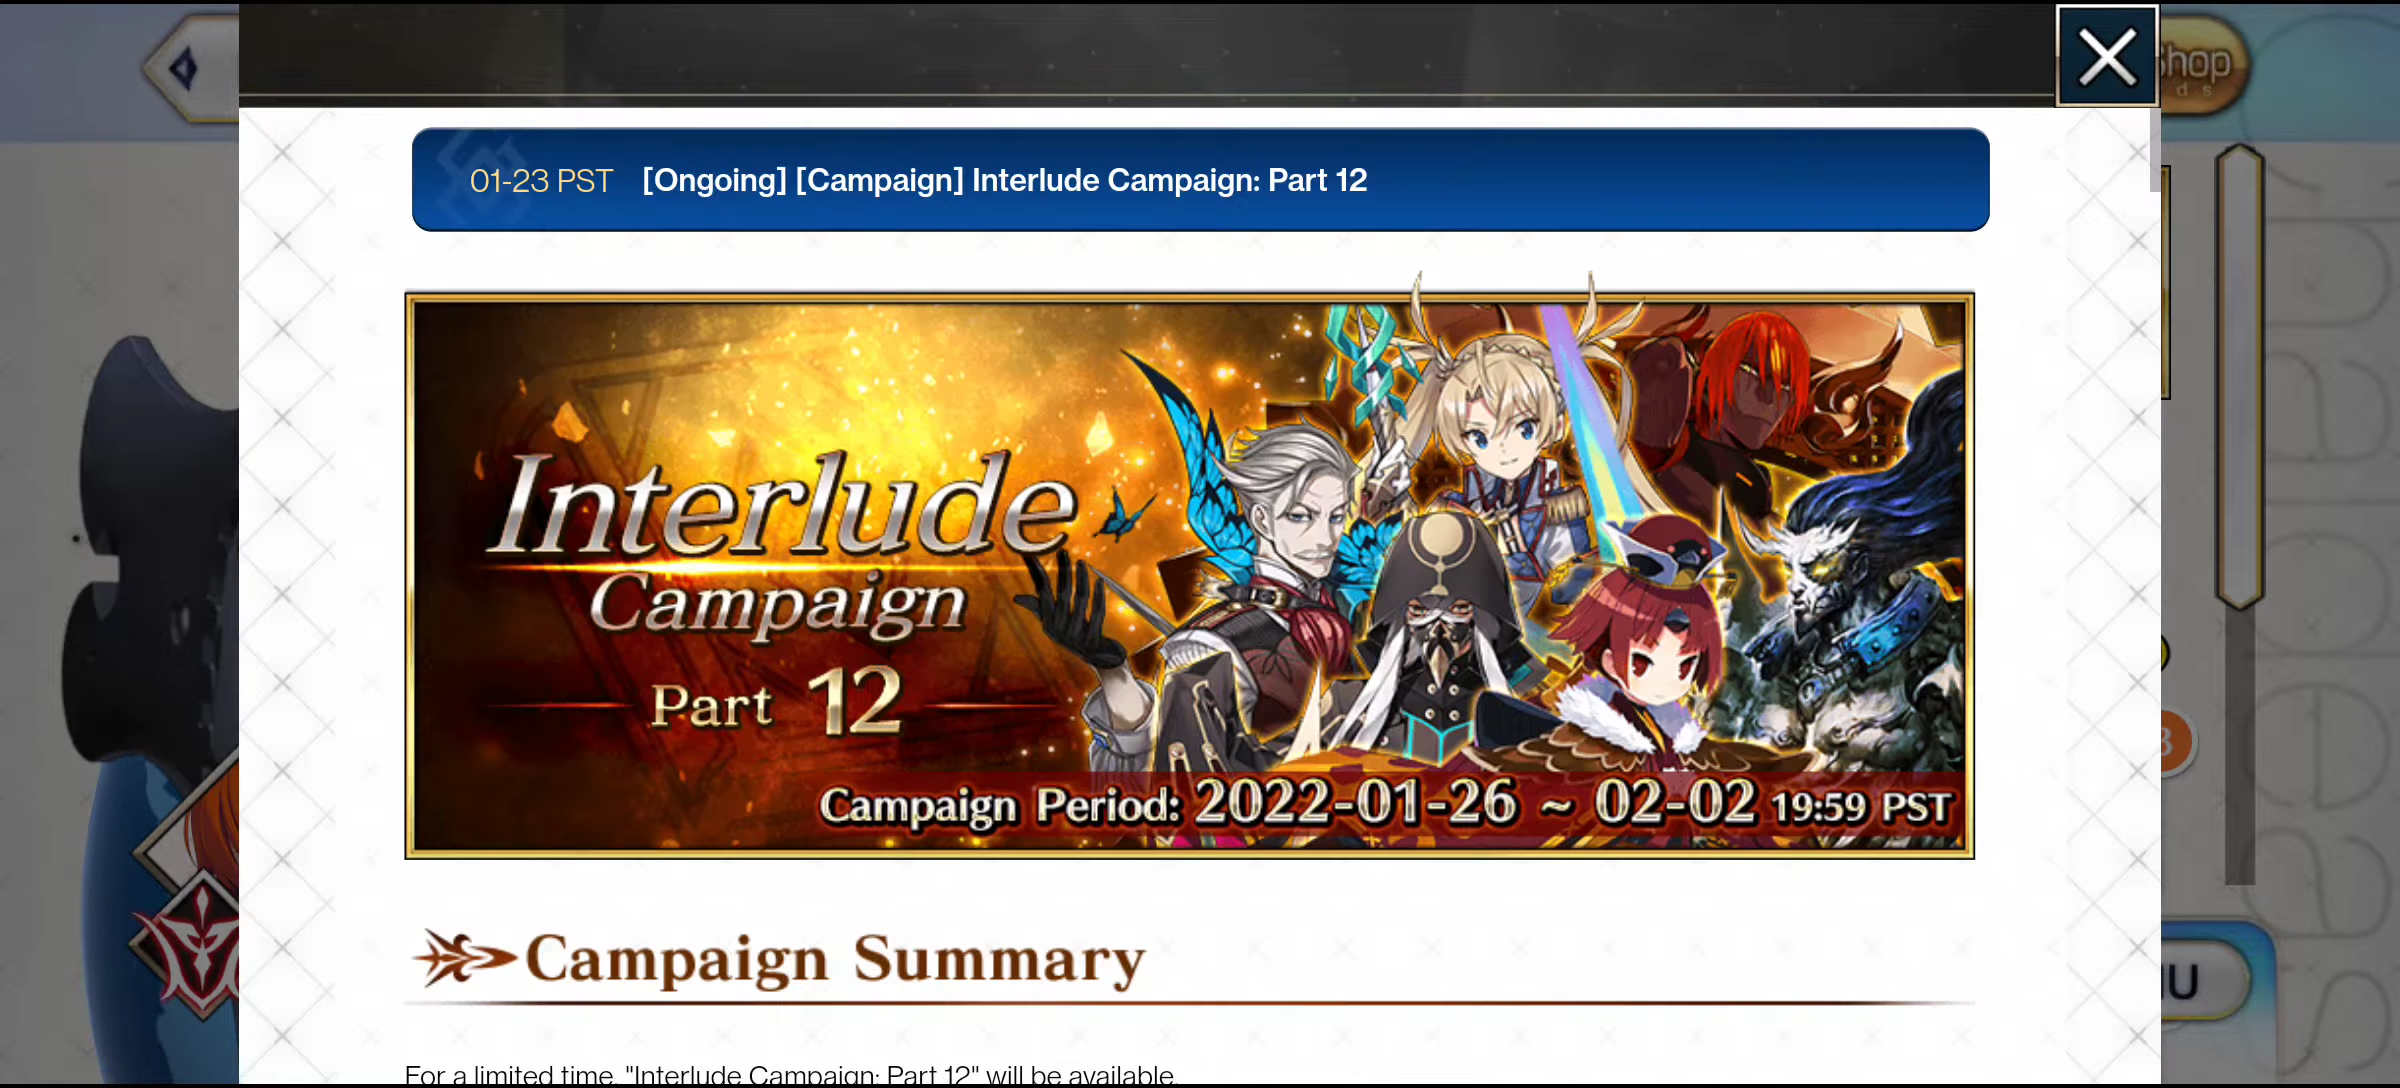 Shop
01-23 PST [Ongoing] [Campaign] Interlude Campaign: Part 12
Interlude
Campaign
Part 12
Campaign Period: 2022-01-26 ~ 02-02 19:59 PST
Campaign Summary
For a limited time, "Interlude Campaign: Part 12" will be available.